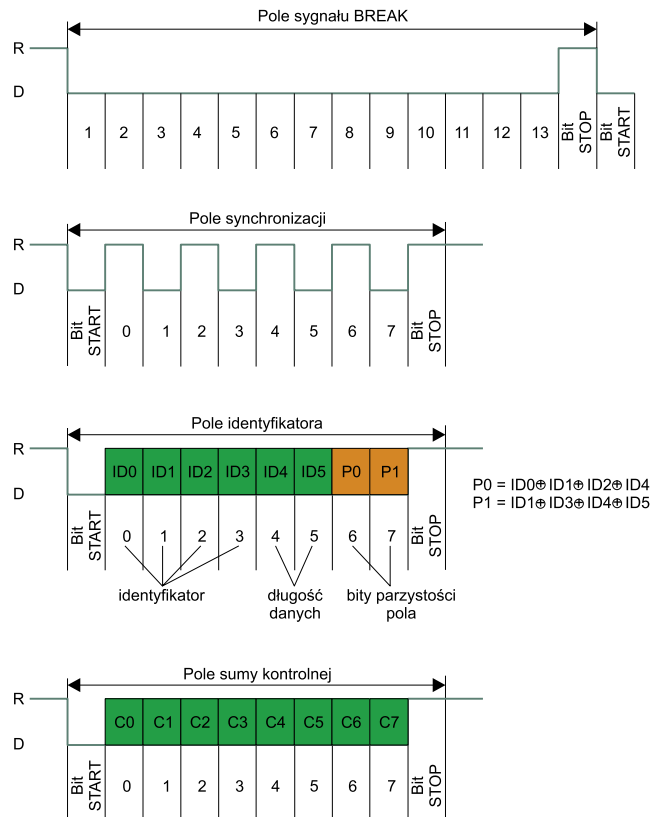 Pole sygnału BREAK
R
D
1 2 3 4 5 6 7 8 9 10 11 12 13 Bit STOP Bit START
Pole synchronizacji
R
D
Bit START 0 1 2 3 4 5 6 7 Bit STOP
Pole identyfikatora
R
ID0 ID1 ID2 ID3 ID4 ID5 P0 P1
D
P0 = ID0⊕ID1⊕ID2⊕ID4
P1 = ID1⊕ID3⊕ID4⊕ID5
Bit START 0 1 2 3 4 5 6 7 Bit STOP
identyfikator
długość
danych
bity parzystości
pola
Pole sumy kontrolnej
R
C0 C1 C2 C3 C4 C5 C6 C7
D
Bit START 0 1 2 3 4 5 6 7 Bit STOP